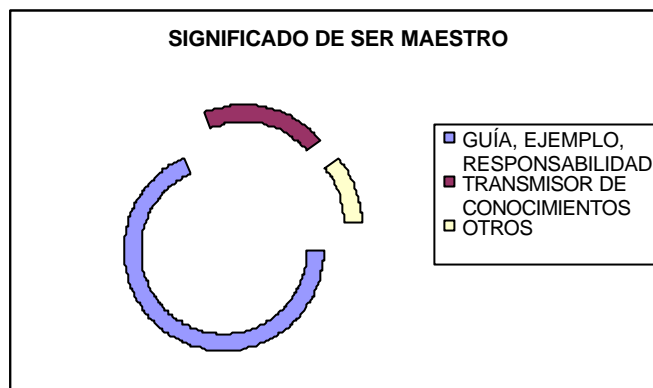 SIGNIFICADO DE SER MAESTRO
GUÍA, EJEMPLO,
RESPONSABILIDAD
TRANSMISOR DE
CONOCIMIENTOS
OTROS